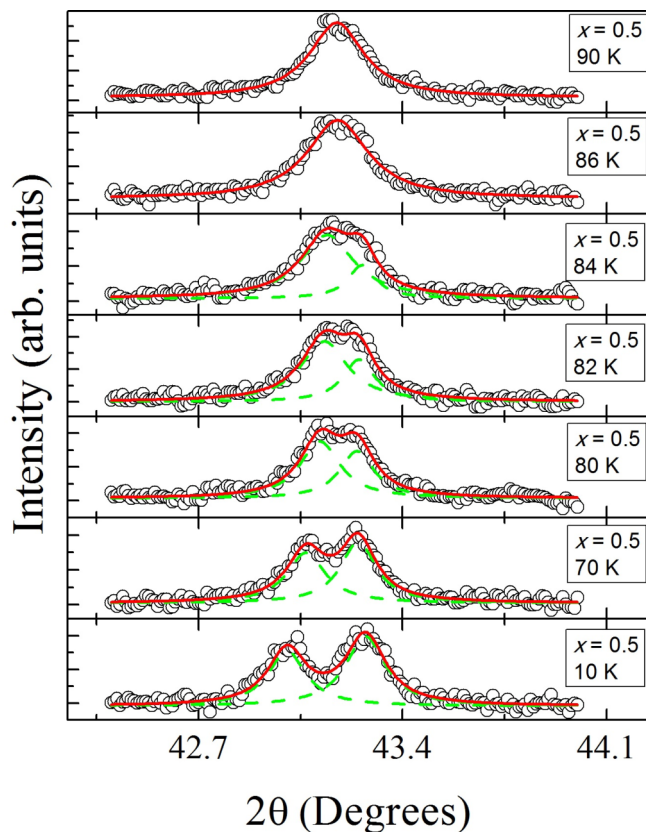 x = 0.5
90 K
x = 0.5
86 K
x = 0.5
84 K
x = 0.5
82 K
x = 0.5
80 K
x = 0.5
70 K
x = 0.5
10 K
Intensity (arb. units)
42.7 43.4 44.1
2θ (Degrees)